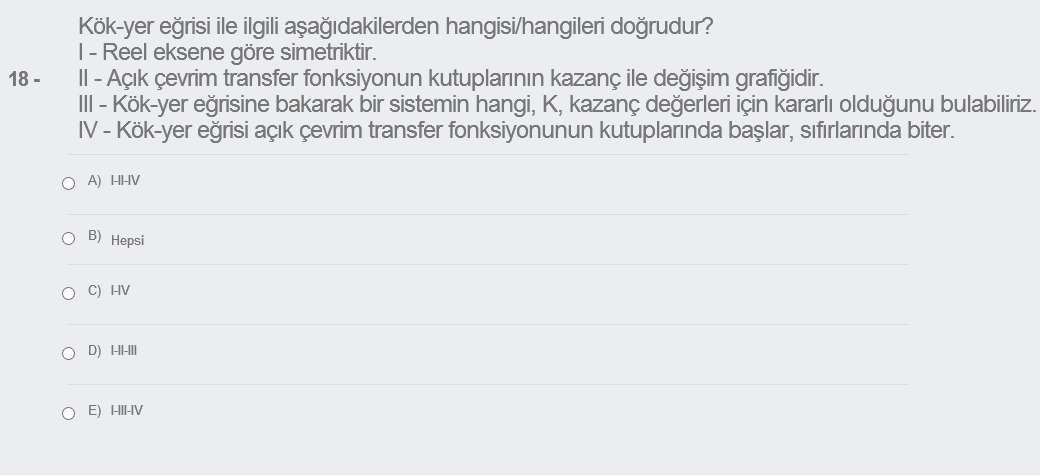 Kök-yer eğrisi ile ilgili aşağıdakilerden hangisi/hangileri doğrudur?
I - Reel eksene göre simetriktir.
18 - II - Açık çevrim transfer fonksiyonun kutuplarının kazanç ile değişim grafiğidir.
III - Kök-yer eğrisine bakarak bir sistemin hangi, K, kazanç değerleri için kararlı olduğunu bulabiliriz.
IV - Kök-yer eğrisi açık çevrim transfer fonksiyonunun kutuplarında başlar, sıfırlarında biter.
A) I-II-IV
B) Hepsi
C) I-IV
D) I-II-III
E) I-III-IV